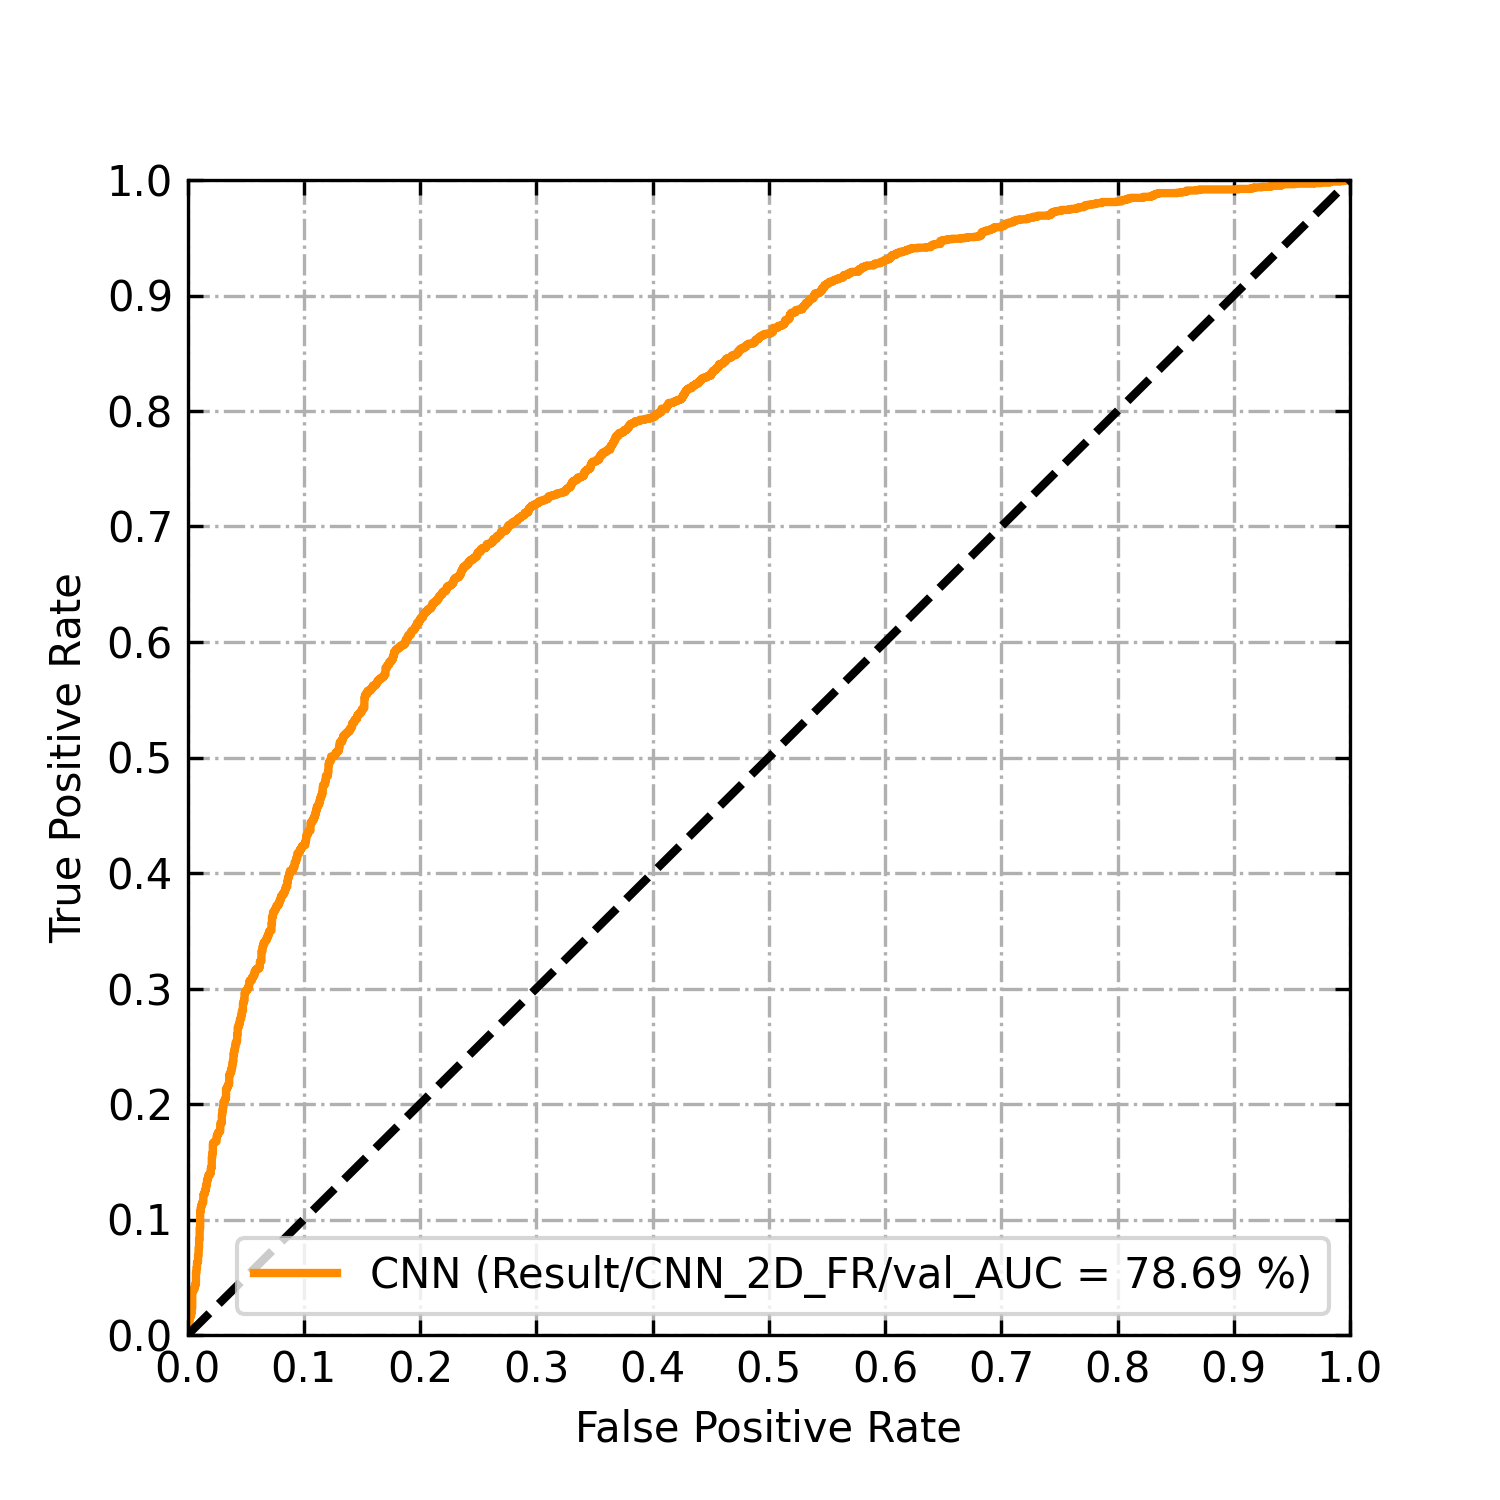 1.0
0.9
0.8
0.7
0.6
0.5
0.4
0.3
0.2
0.1
0.0
True Positive Rate
CNN (Result/CNN_2D_FR/val_AUC = 78.69 %)
0.0 0.1 0.2 0.3 0.4 0.5 0.6 0.7 0.8 0.9 1.0
False Positive Rate